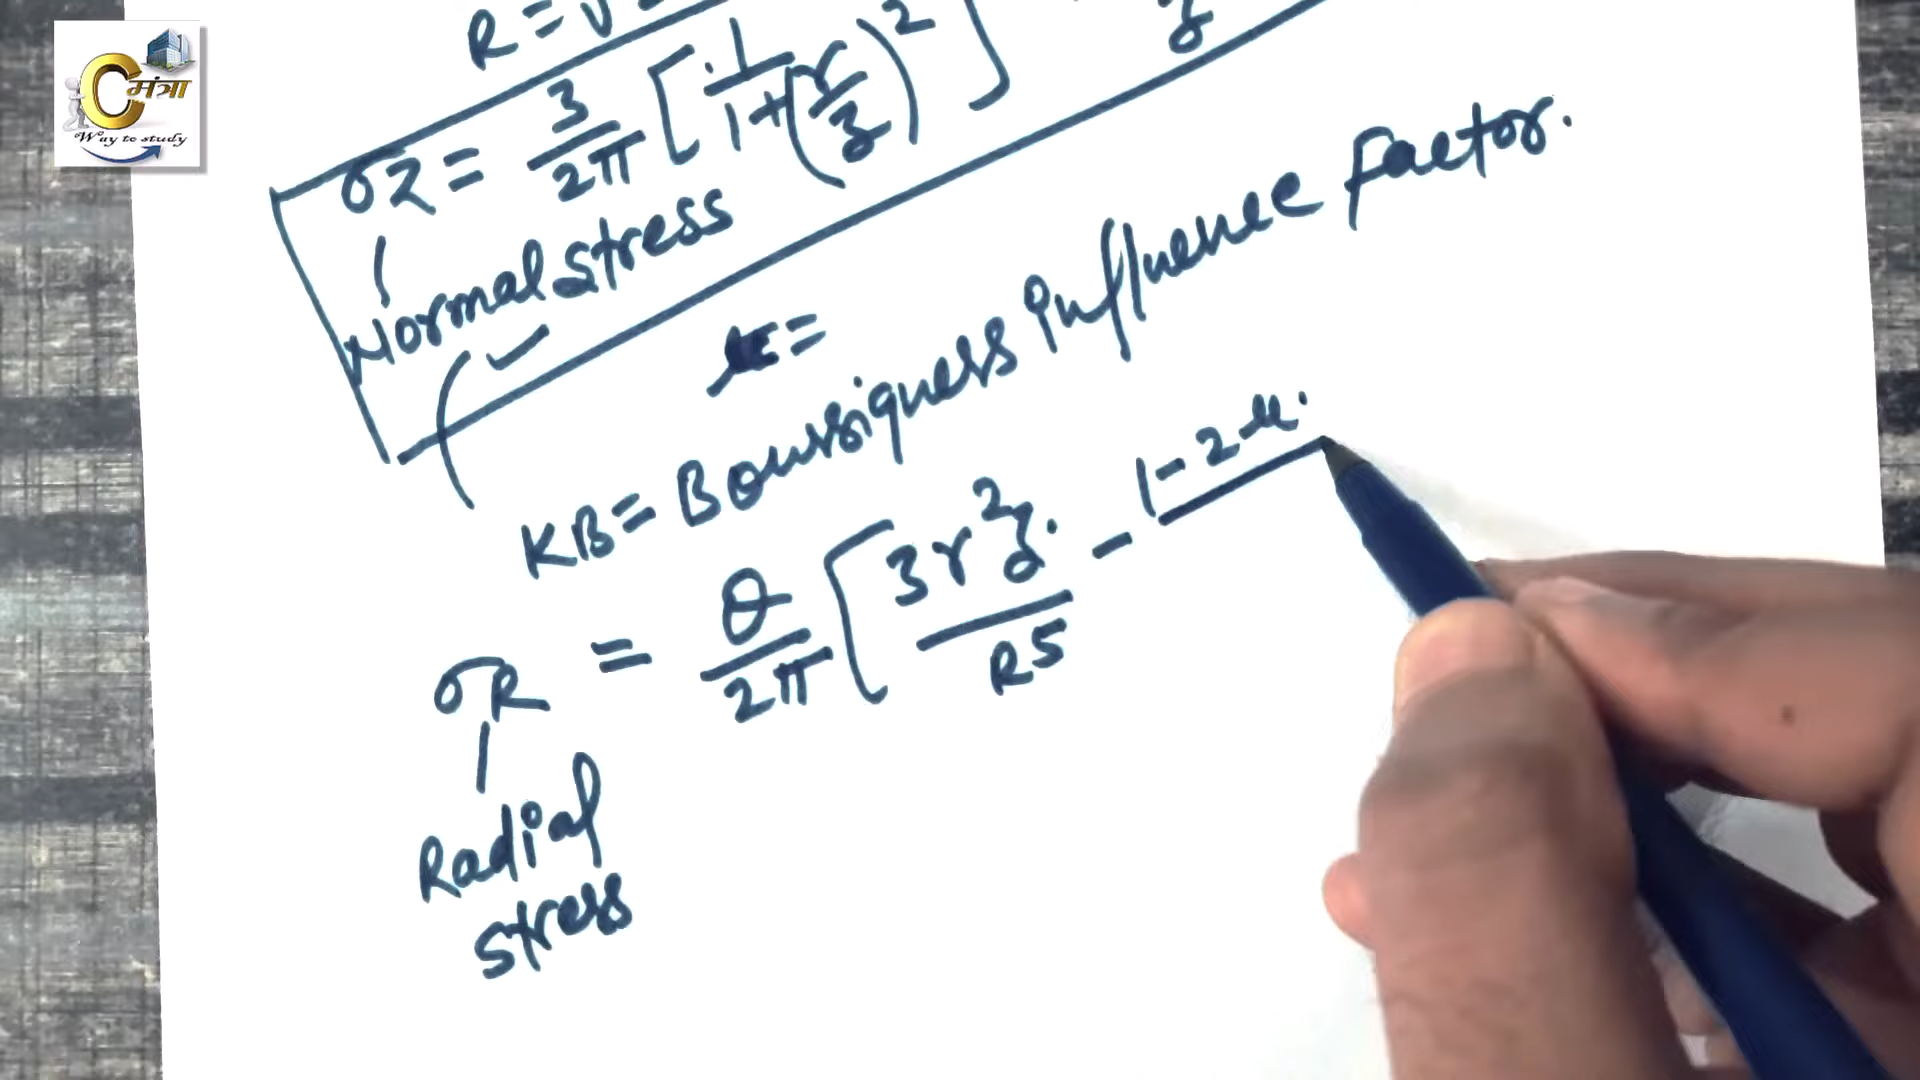 C मंत्रा
Way to study
R = √
σz = 3/2π [1/1+(r/z)²] z
Normal stress
=
KB = Boussiqness influence factor.
σR = Q/2π [3r²z/R5 - 1-2μ
Radial
stress